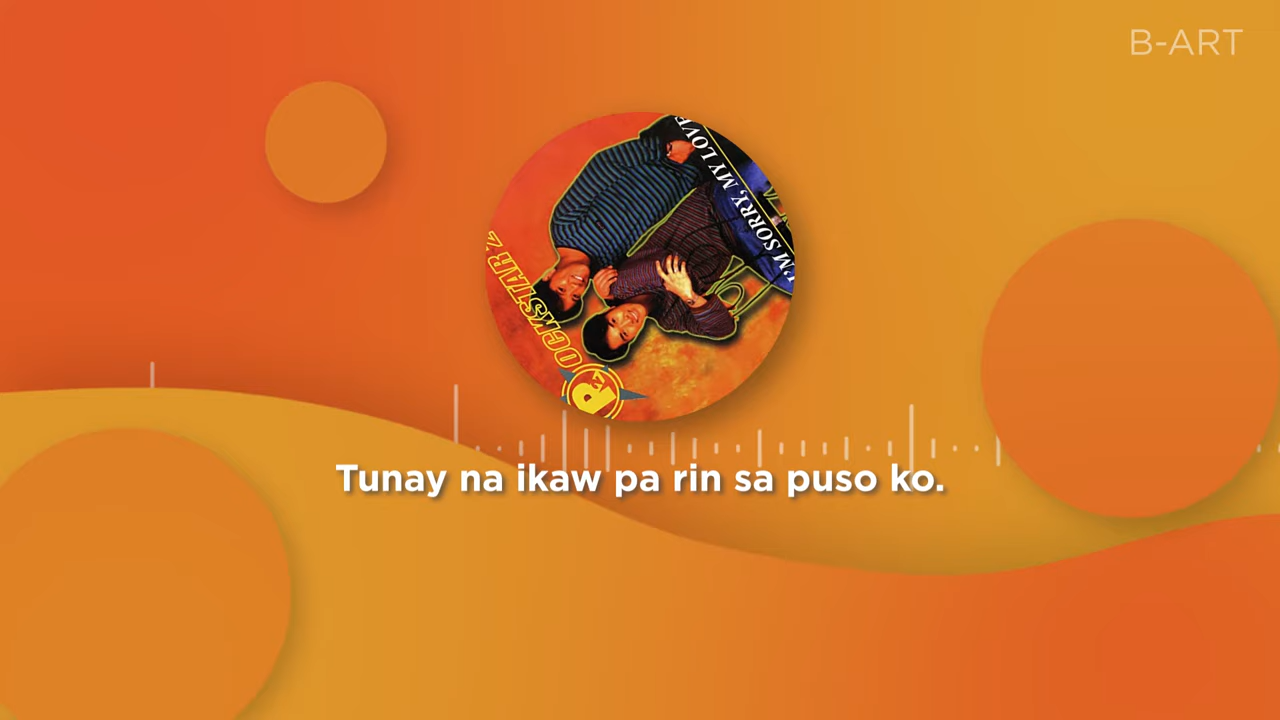 B-ART
I'M SORRY, MY LOVE
ROCKSTAR 2
Tunay na ikaw pa rin sa puso ko.